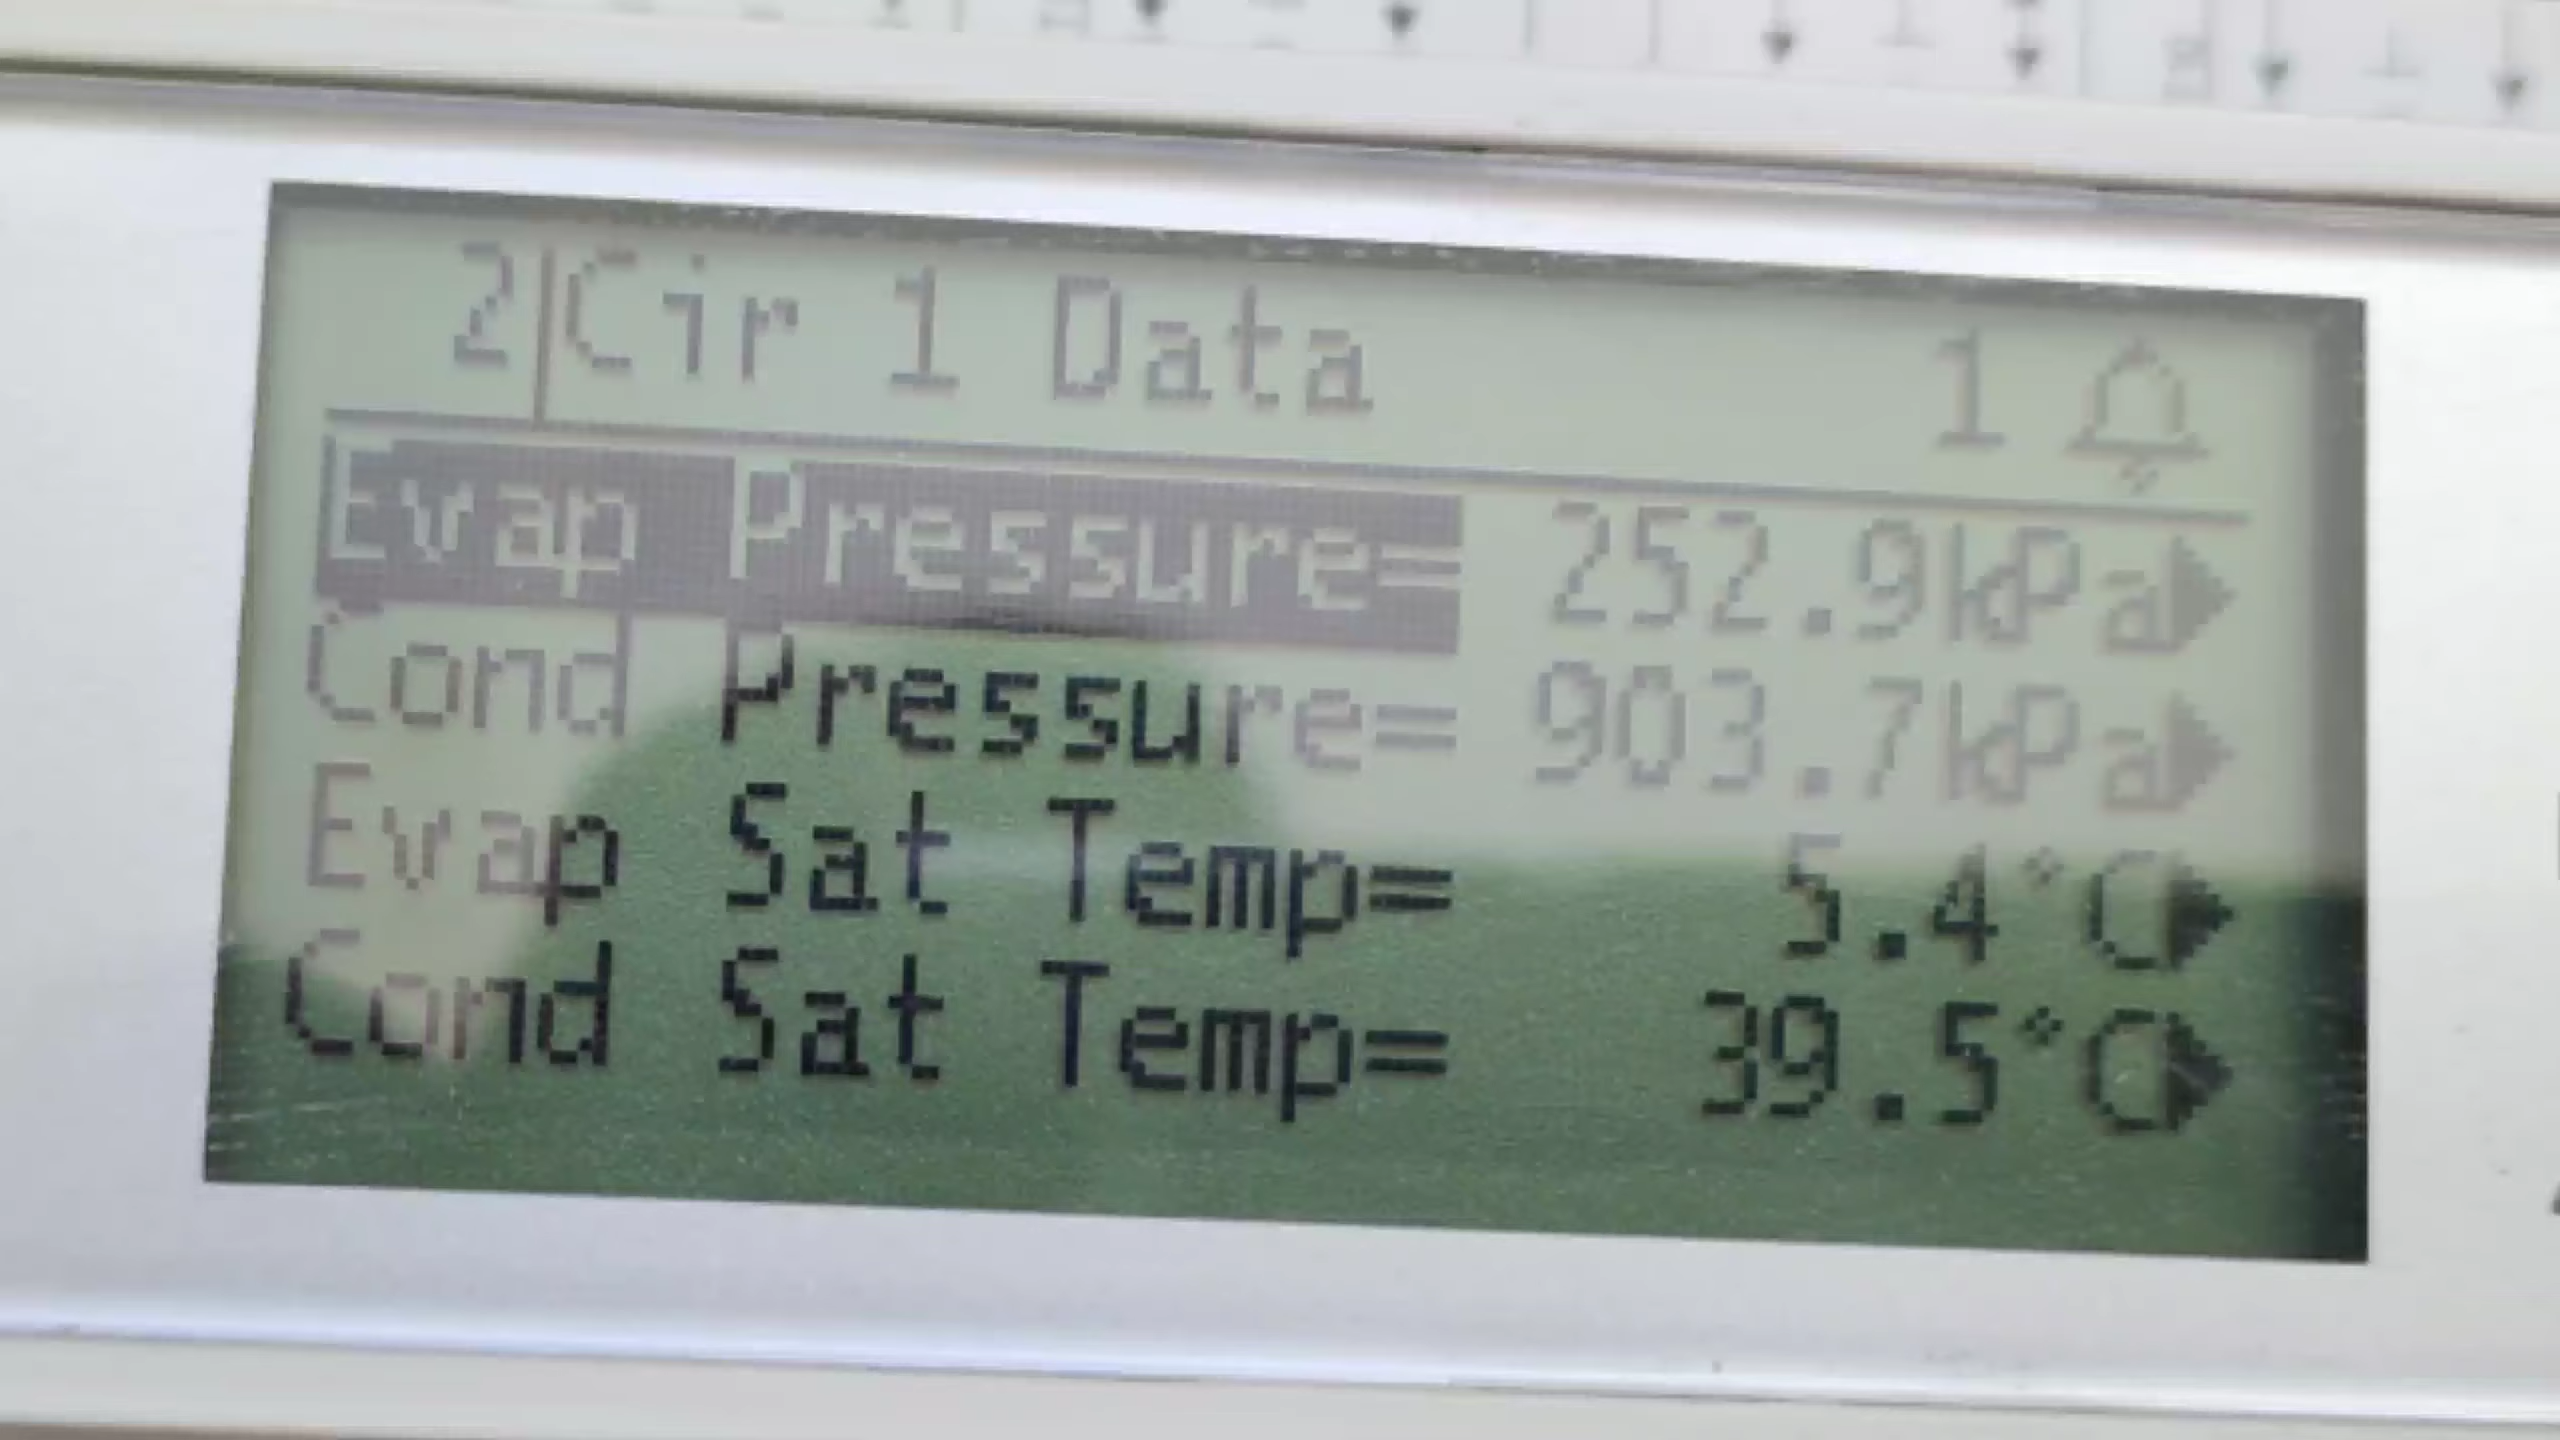 2|Cir 1 Data 1
Evap Pressure= 252.9kPa
Cond Pressure= 903.7kPa
Evap Sat Temp= 5.4°C
Cond Sat Temp= 39.5°C